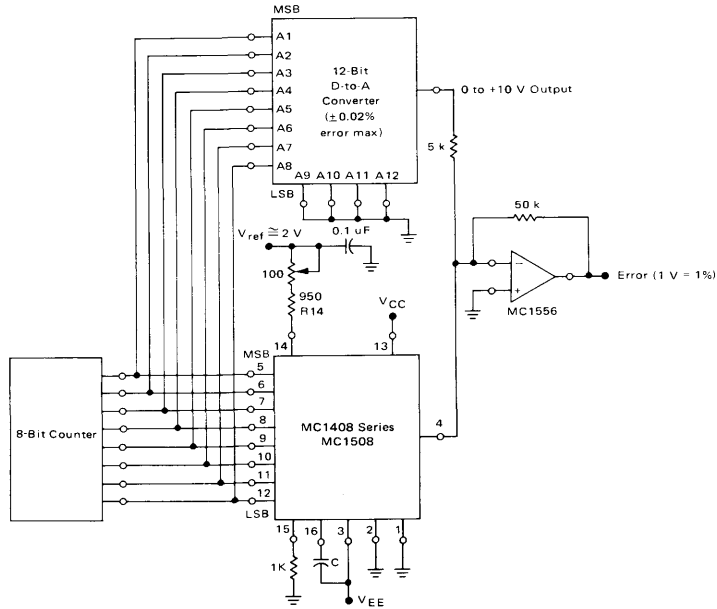 MSB
A1
A2
A3
A4
A5
A6
A7
A8
12-Bit
D-to-A
Converter
(±0.02%
error max)
A9 A10 A11 A12
LSB
0 to +10 V Output
5 k
50 k
Vref ≅ 2 V
0.1 uF
100
950
R14
VCC
MC1556
Error (1 V = 1%)
14
13
MSB
5
6
7
8
9
10
11
12
LSB
8-Bit Counter
MC1408 Series
MC1508
4
15
16
3
2
1
1K
C
VEE
−
+